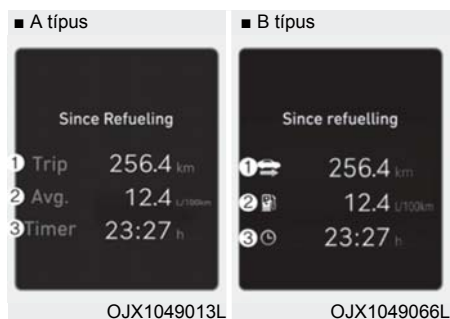 ■ A típus
Since Refueling
1 Trip 256.4 km
2 Avg. 12.4 L/100km
3 Timer 23:27 h
OJX1049013L
■ B típus
Since refuelling
1 256.4 km
2 12.4 L/100km
3 23:27 h
OJX1049066L